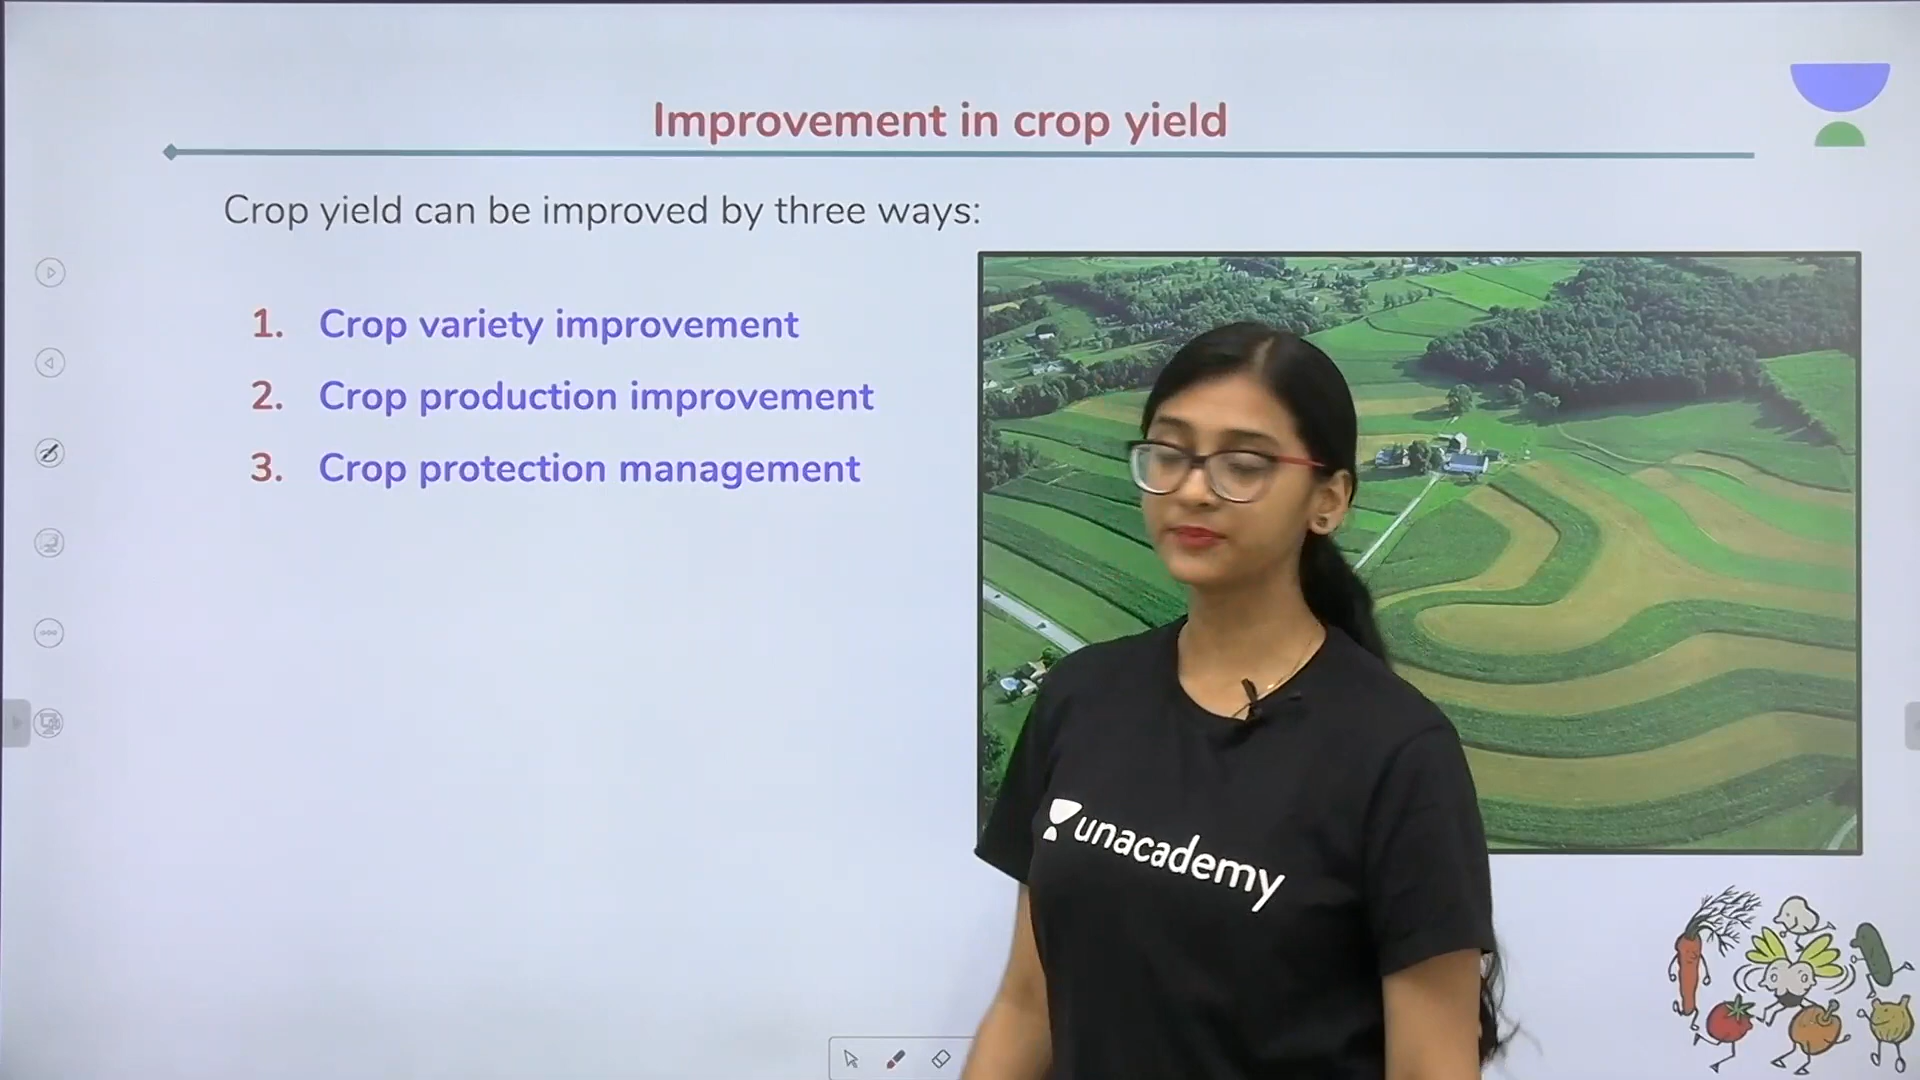 Improvement in crop yield
Crop yield can be improved by three ways:
1. Crop variety improvement
2. Crop production improvement
3. Crop protection management
unacademy